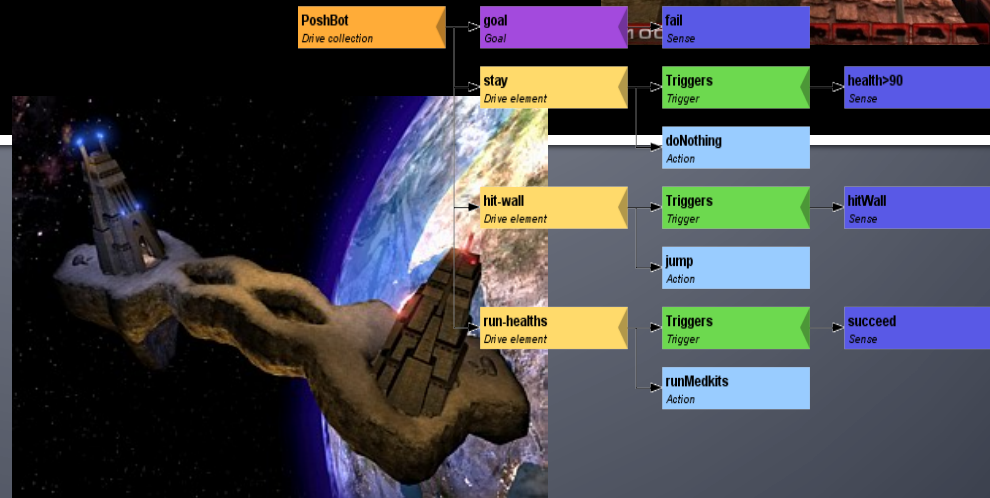 PoshBot
Drive collection
goal
Goal
fail
Sense
100
stay
Drive element
Triggers
Trigger
health>90
Sense
doNothing
Action
hit-wall
Drive element
Triggers
Trigger
hitWall
Sense
jump
Action
run-healths
Drive element
Triggers
Trigger
succeed
Sense
runMedkits
Action